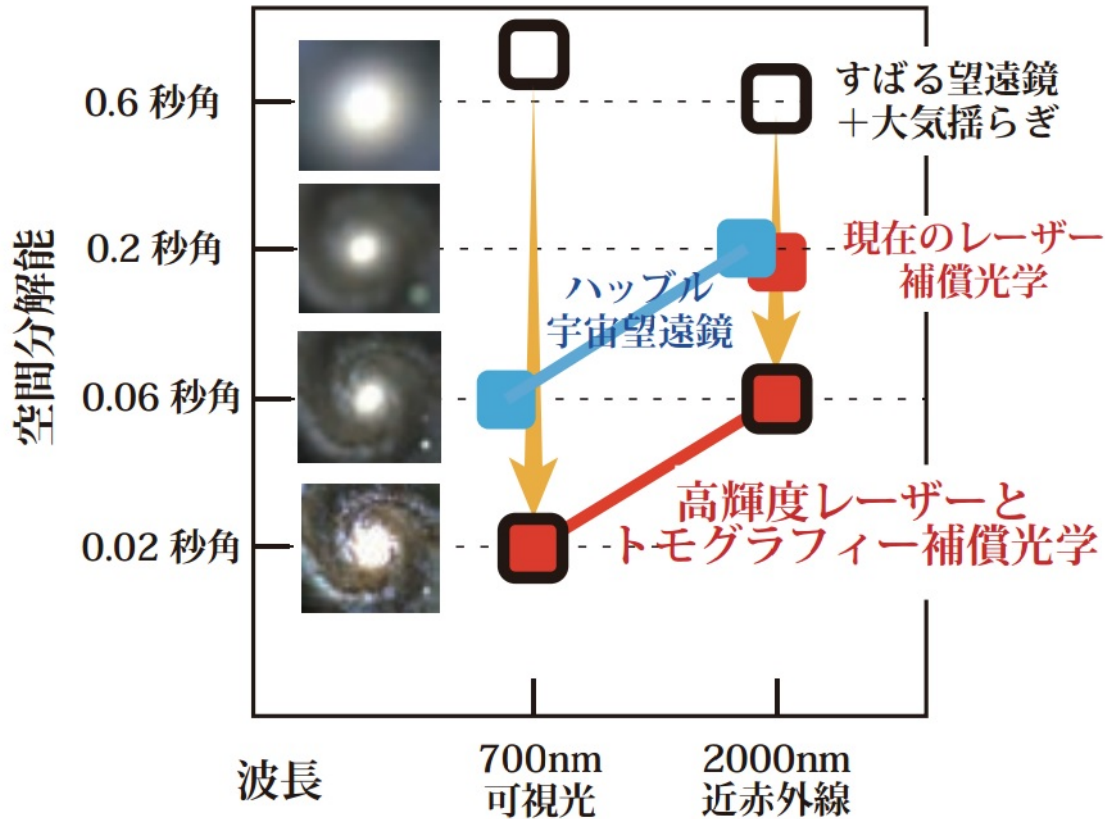 0.6 秒角
0.2 秒角
0.06 秒角
0.02 秒角
空間分解能
すばる望遠鏡
＋大気揺らぎ
現在のレーザー
補償光学
ハッブル
宇宙望遠鏡
高輝度レーザーと
トモグラフィー補償光学
波長
700nm
可視光
2000nm
近赤外線